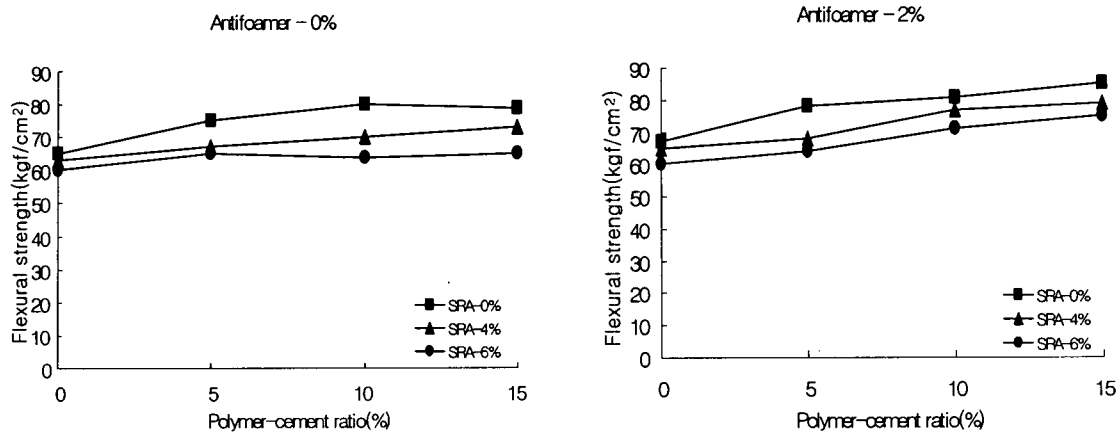 Antifoamer - 0%
Flexural strength(kgf/cm²)
90
80
70
60
50
40
30
20
10
0
SRA-0%
SRA-4%
SRA-6%
0 5 10 15
Polymer-cement ratio(%)
Antifoamer - 2%
Flexural strength(kgf/cm²)
90
80
70
60
50
40
30
20
10
0
SRA-0%
SRA-4%
SRA-6%
0 5 10 15
Polymer-cement ratio(%)